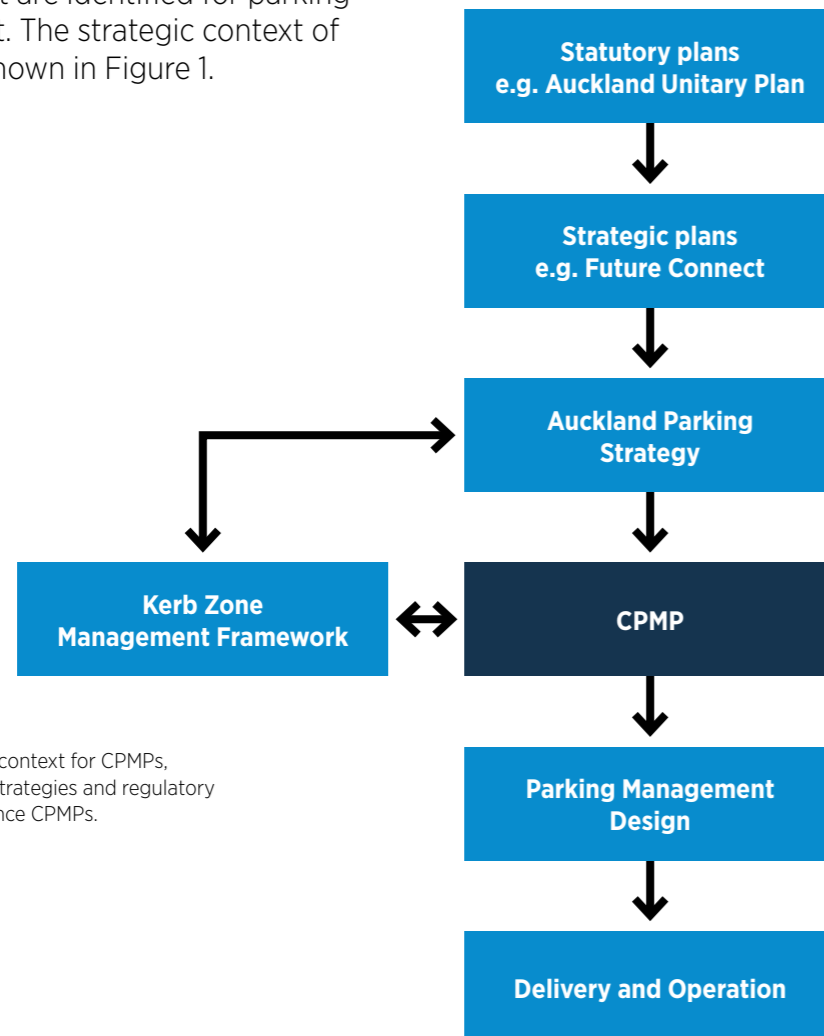 are identified for parking
. The strategic context of
hown in Figure 1.
Statutory plans
e.g. Auckland Unitary Plan
Strategic plans
e.g. Future Connect
Auckland Parking
Strategy
Kerb Zone
Management Framework
CPMP
context for CPMPs,
trategies and regulatory
nce CPMPs.
Parking Management
Design
Delivery and Operation